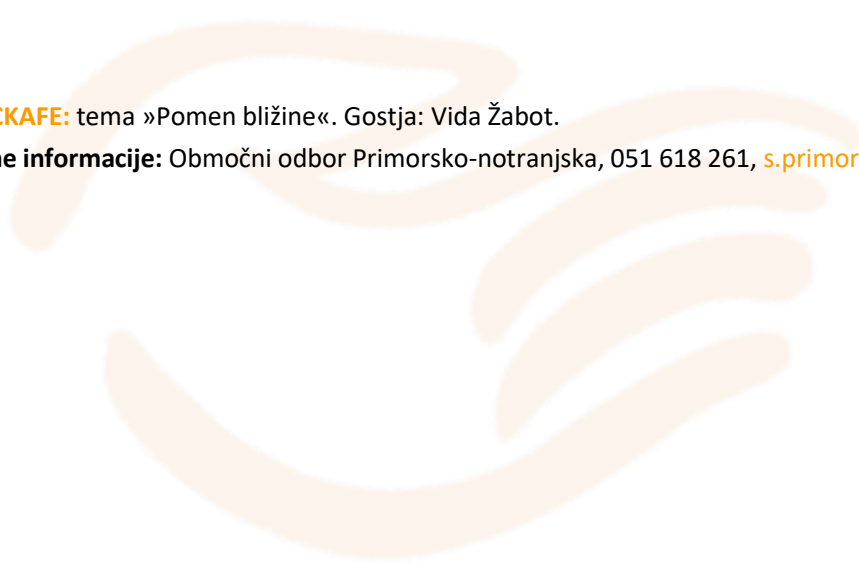 CKAFE: tema »Pomen bližine«. Gostja: Vida Žabot.
ne informacije: Območni odbor Primorsko-notranjska, 051 618 261, s.primor